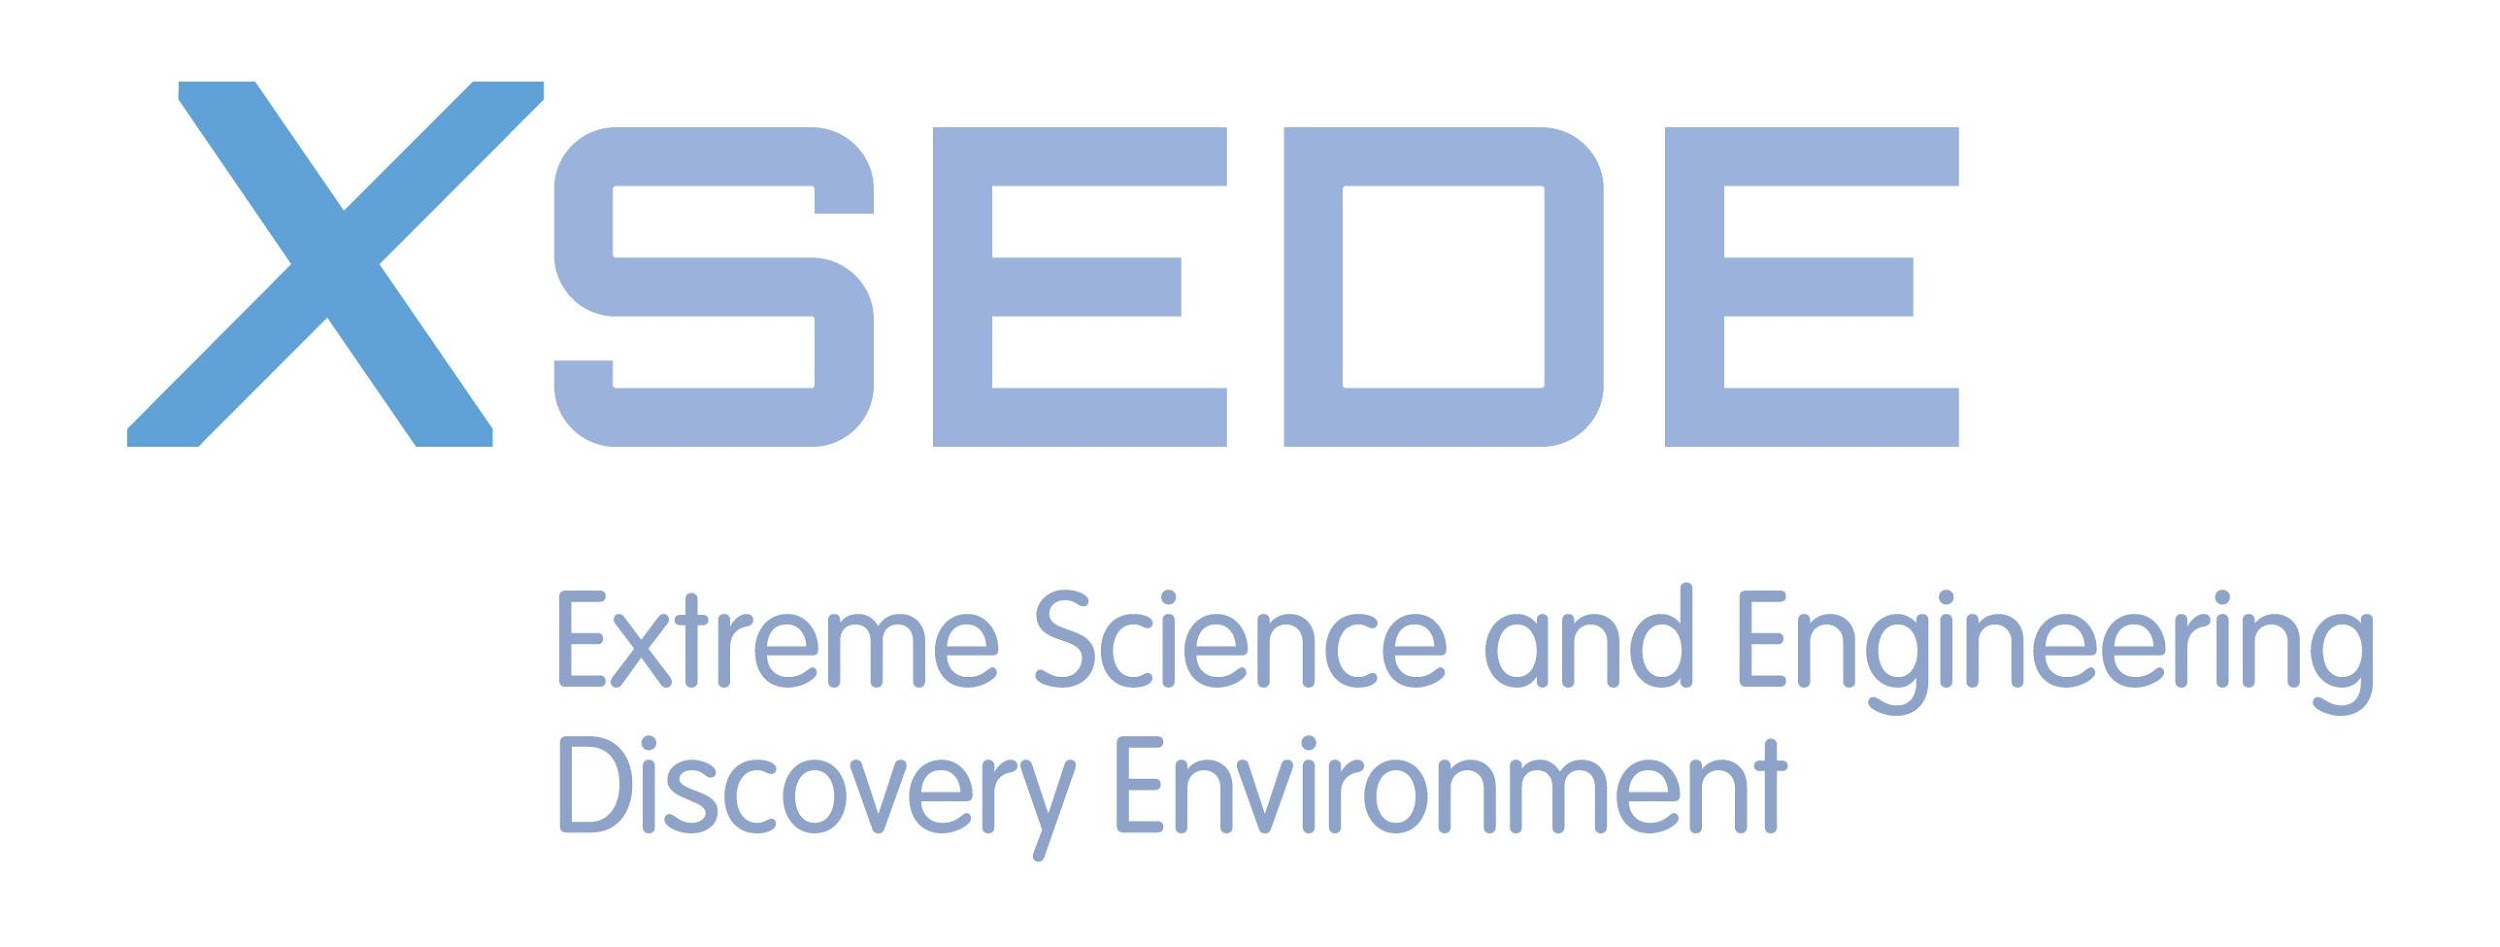 XSEDE
Extreme Science and Engineering
Discovery Environment